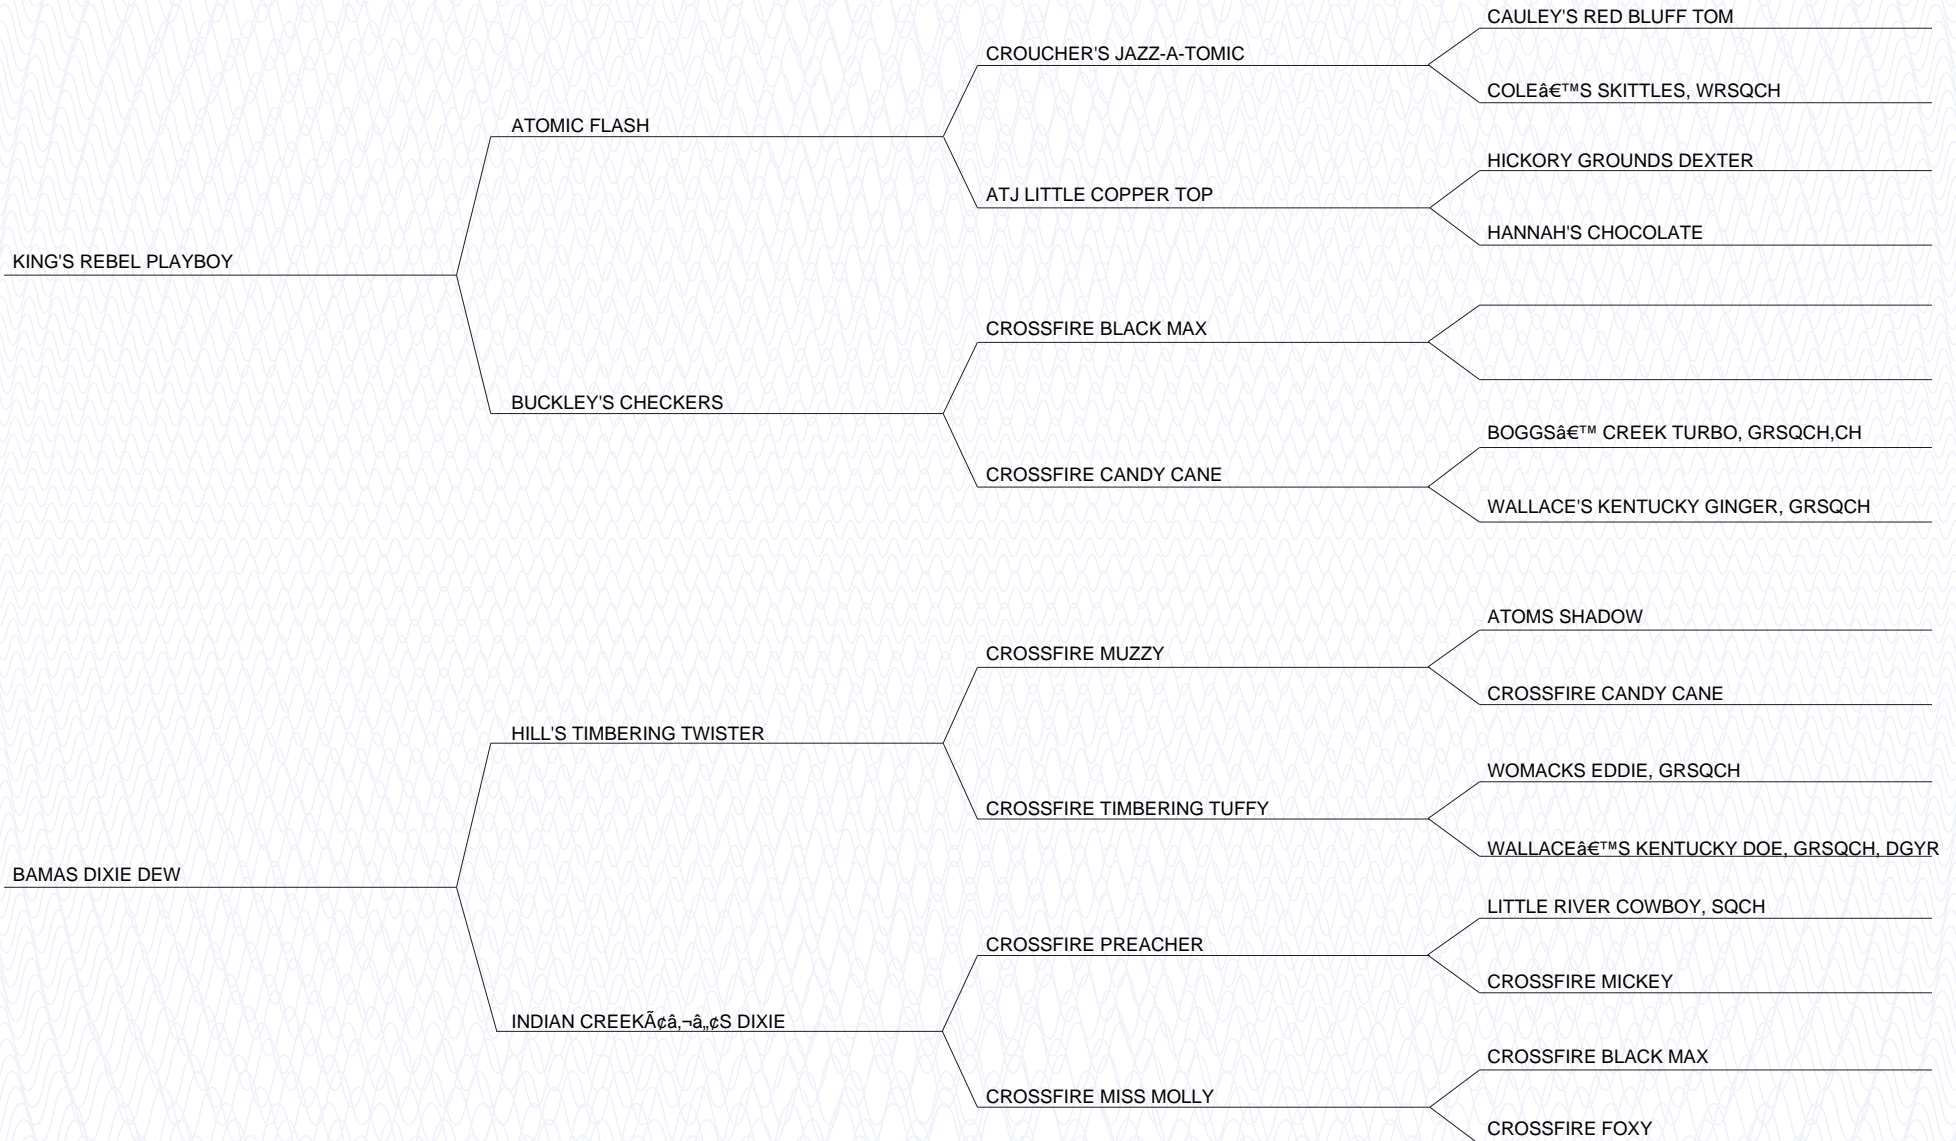 CAULEY'S RED BLUFF TOM
CROUCHER'S JAZZ-A-TOMIC
COLEâ€™S SKITTLES, WRSQCH
ATOMIC FLASH
HICKORY GROUNDS DEXTER
ATJ LITTLE COPPER TOP
HANNAH'S CHOCOLATE
KING'S REBEL PLAYBOY
CROSSFIRE BLACK MAX
BUCKLEY'S CHECKERS
BOGGSâ€™ CREEK TURBO, GRSQCH,CH
CROSSFIRE CANDY CANE
WALLACE'S KENTUCKY GINGER, GRSQCH
ATOMS SHADOW
CROSSFIRE MUZZY
CROSSFIRE CANDY CANE
HILL'S TIMBERING TWISTER
WOMACKS EDDIE, GRSQCH
CROSSFIRE TIMBERING TUFFY
WALLACEâ€™S KENTUCKY DOE, GRSQCH, DGYR
BAMAS DIXIE DEW
LITTLE RIVER COWBOY, SQCH
CROSSFIRE PREACHER
CROSSFIRE MICKEY
INDIAN CREEKÃ¢â‚¬â„¢S DIXIE
CROSSFIRE BLACK MAX
CROSSFIRE MISS MOLLY
CROSSFIRE FOXY